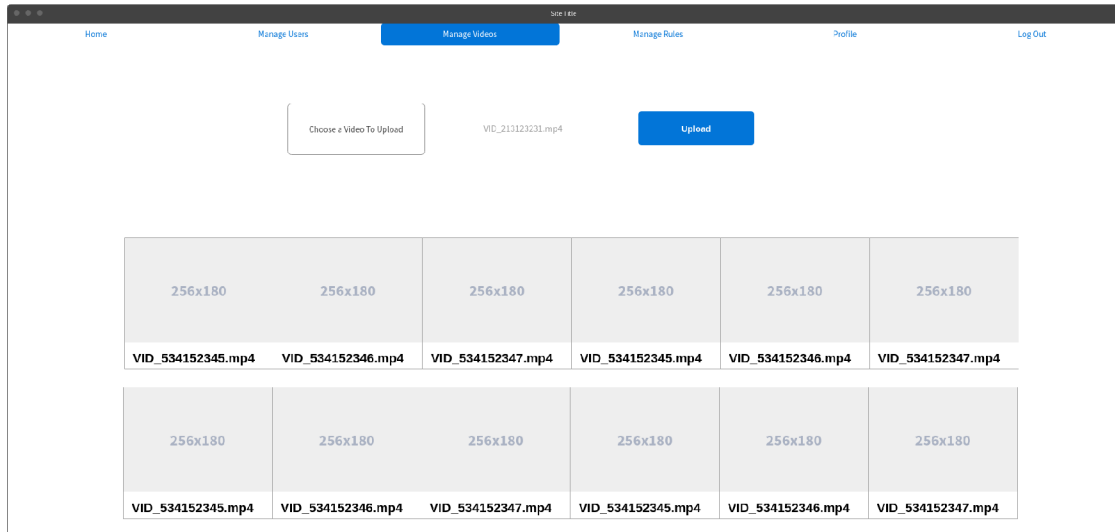 Site Title
Home Manage Users Manage Videos Manage Rules Profile Log Out
Choose a Video To Upload VID_213123231.mp4 Upload
256x180 256x180 256x180 256x180 256x180 256x180
VID_534152345.mp4 VID_534152346.mp4 VID_534152347.mp4 VID_534152345.mp4 VID_534152346.mp4 VID_534152347.mp4
256x180 256x180 256x180 256x180 256x180 256x180
VID_534152345.mp4 VID_534152346.mp4 VID_534152347.mp4 VID_534152345.mp4 VID_534152346.mp4 VID_534152347.mp4